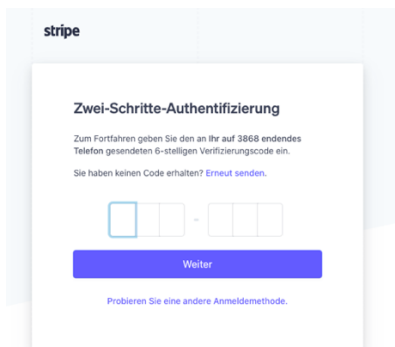 stripe
Zwei-Schritte-Authentifizierung
Zum Fortfahren geben Sie den an Ihr auf 3868 endendes
Telefon gesendeten 6-stelligen Verifizierungscode ein.
Sie haben keinen Code erhalten? Erneut senden.
-
Weiter
Probieren Sie eine andere Anmeldemethode.